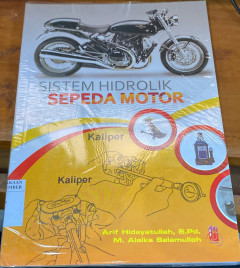 SISTEM HIDROLIK
SEPEDA MOTOR
Kaliper
Kaliper
Arif Hidayatullah, S.Pd.
M. Alaika Salamulloh